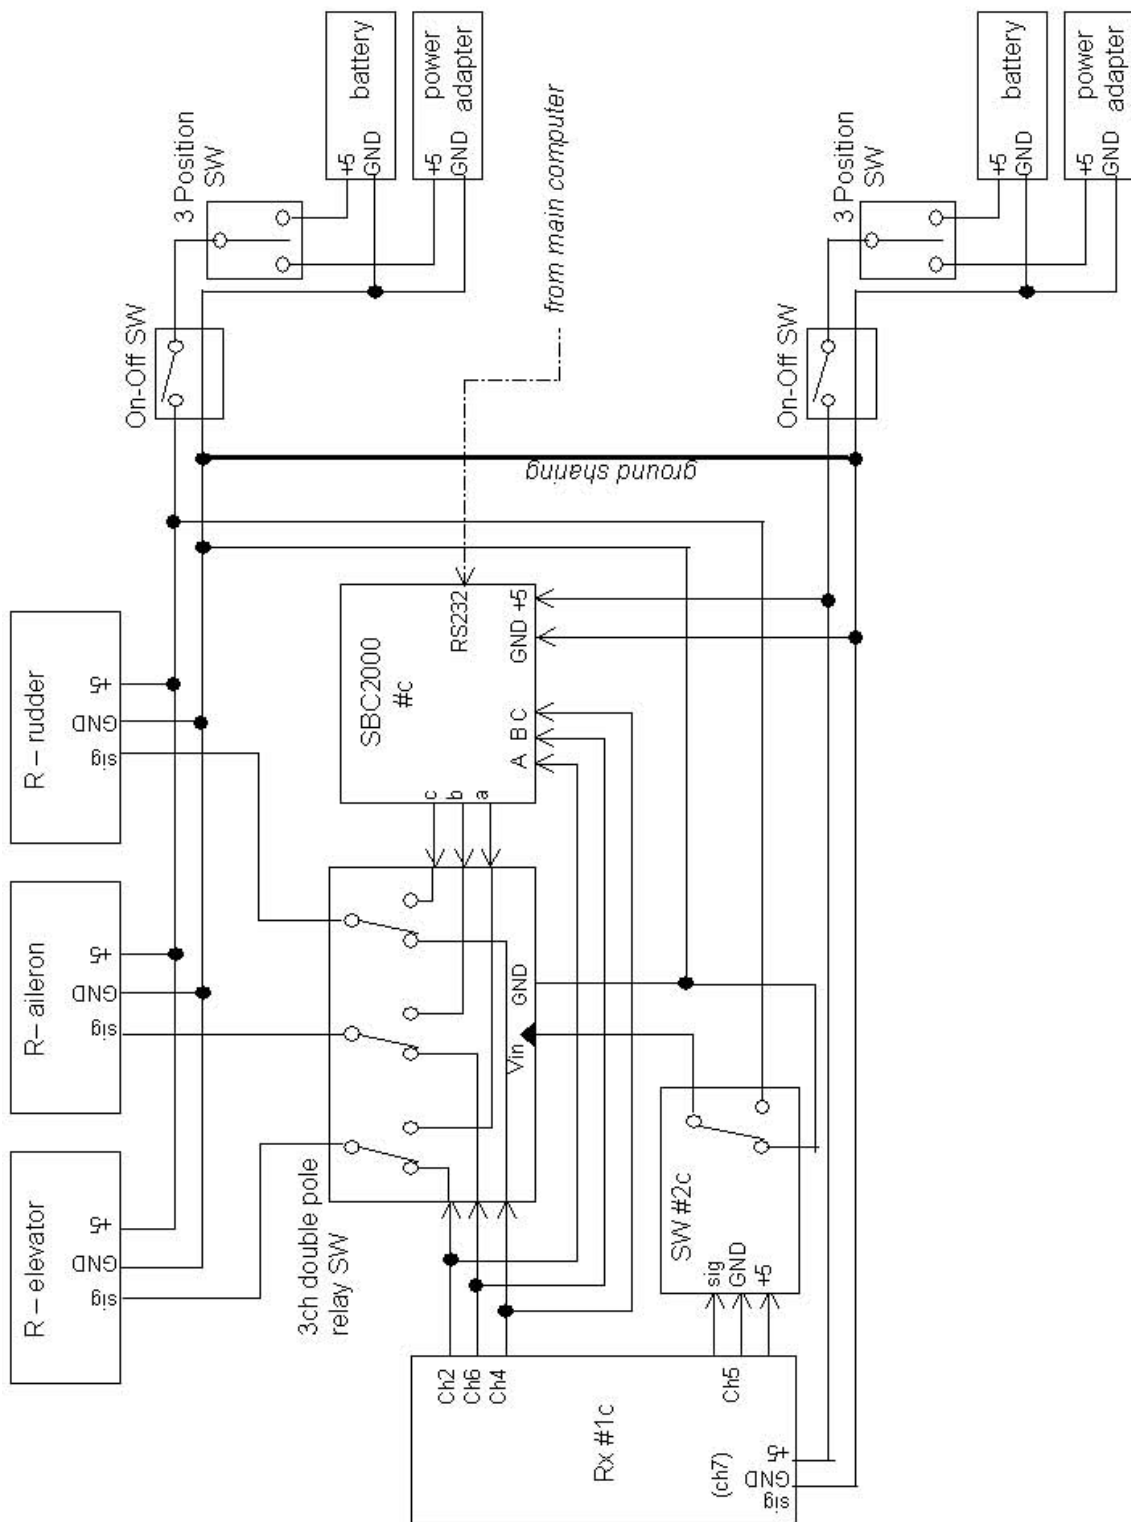 R – elevator
sig
GND
+5
R– aileron
sig
GND
+5
R – rudder
sig
GND
+5
On-Off SW
3 Position
SW
battery
+5
GND
power
adapter
+5
GND
3ch double pole
relay SW
Vin
GND
SBC2000
#c
c
b
a
A
B
C
GND
+5
RS232
from main computer
ground sharing
Rx #1c
Ch2
Ch6
Ch4
Ch5
(ch7)
sig
GND
+5
SW #2c
sig
GND
+5
On-Off SW
3 Position
SW
battery
+5
GND
power
adapter
+5
GND